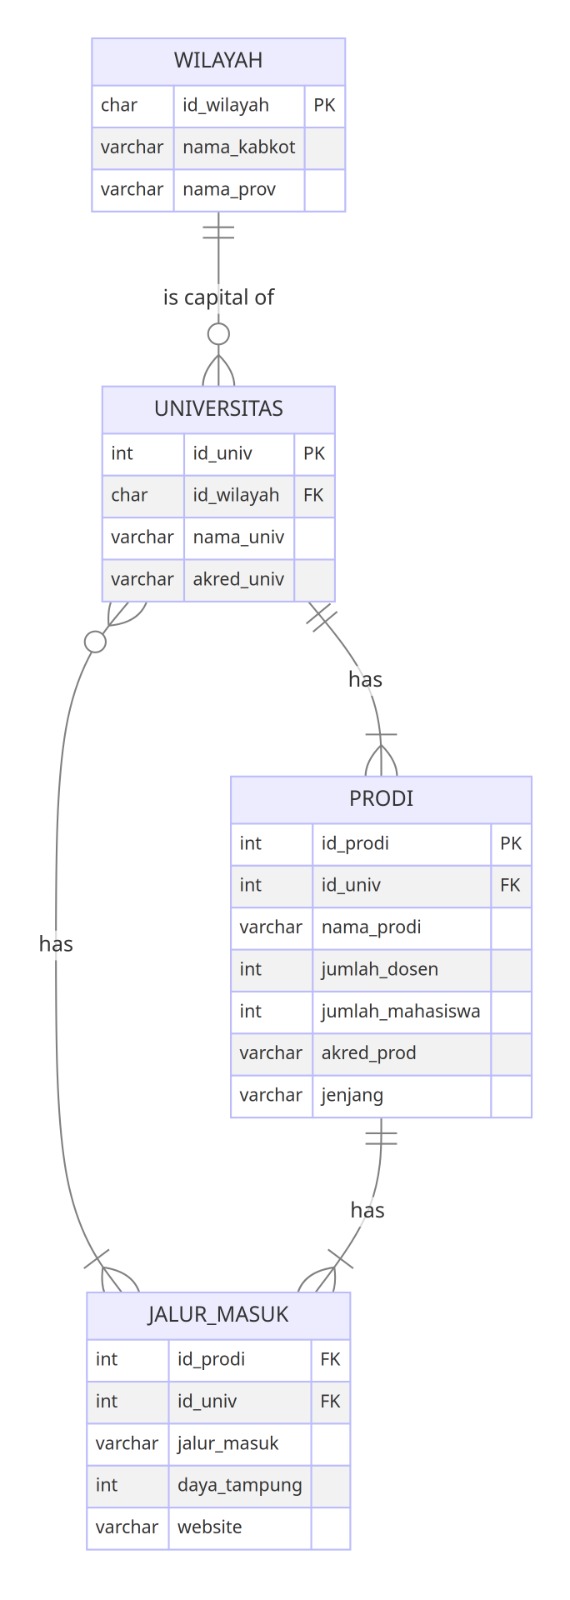 WILAYAH
char id_wilayah PK
varchar nama_kabkot
varchar nama_prov
is capital of
UNIVERSITAS
int id_univ PK
char id_wilayah FK
varchar nama_univ
varchar akred_univ
has
PRODI
int id_prodi PK
int id_univ FK
varchar nama_prodi
int jumlah_dosen
int jumlah_mahasiswa
varchar akred_prod
varchar jenjang
has
has
JALUR_MASUK
int id_prodi FK
int id_univ FK
varchar jalur_masuk
int daya_tampung
varchar website